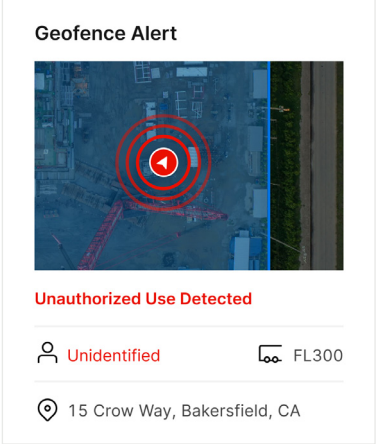 Geofence Alert
Unauthorized Use Detected
Unidentified
FL300
15 Crow Way, Bakersfield, CA